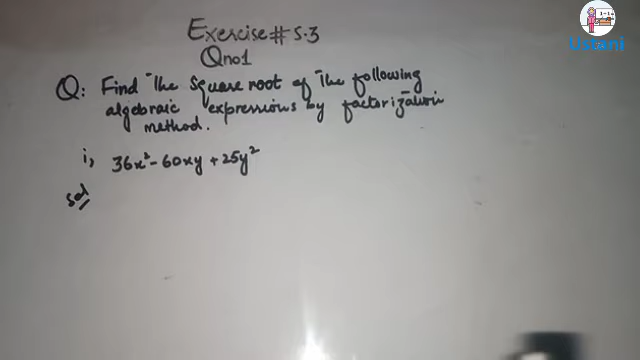 Exercise # 5.3
Qno1
Q: Find The Square root of The following
algebraic expressions by factorization
method.
i, 36x² - 60xy + 25y²
Sol
Ustani